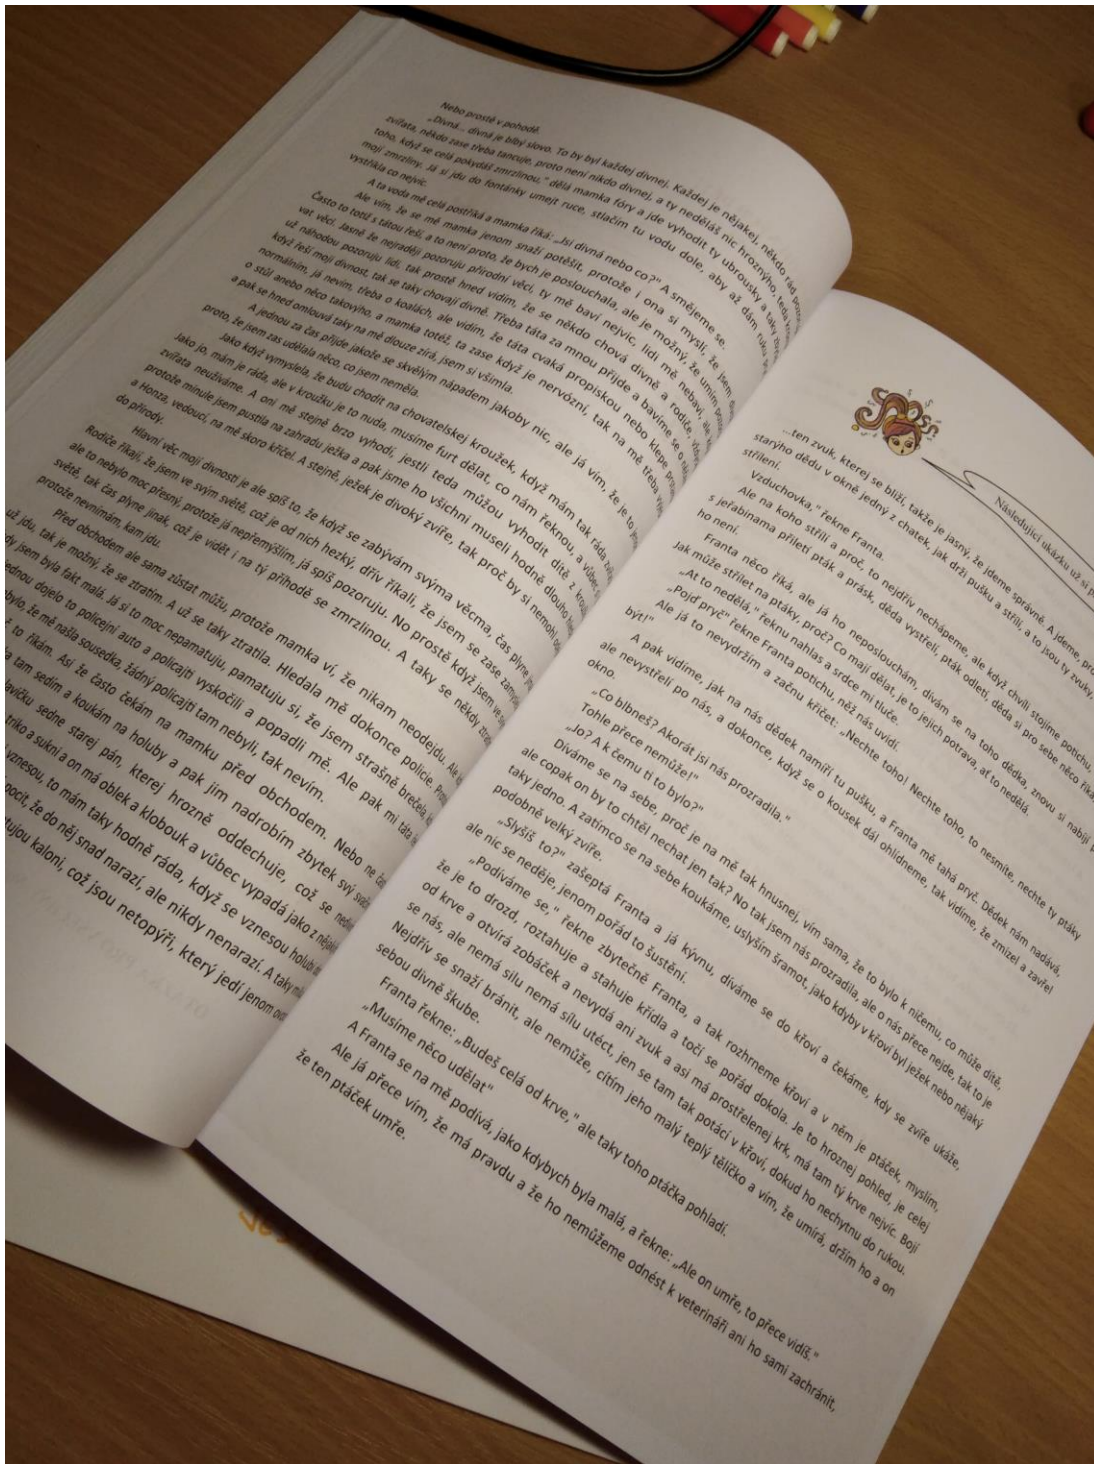 Nebo prostě v pohodě.
„Divná... divná je blbý slovo. To by byl každej divnej. Každej je nějakej, někdo rád
zvířata, někdo zase třeba tancuje, proto není nikdo divnej, a ty neděláš nic hroznýho, teda
toho, když se celá pokydáš zmrzlinou,“ dělá mamka fóry a jde vyhodit ty ubrousky a taky
mojí zmrzliny. Já si jdu do fontánky umejt ruce, stlačím tu vodu dole, aby až dám ruku
vystříkla co nejvíc.
A ta voda mě celá postříká a mamka říká: „Jsi divná nebo co?“ A smějeme se.
Ale vím, že se mě mamka jenom snaží potěšit, protože i ona si myslí, že jsem
Často to totiž s tátou řeší, a to není proto, že bych je poslouchala, ale je možný, že umím
vat věci. Jasně že nejraději pozoruju přírodní věci, ty mě baví nejvíc, lidi mě nebaví, ale
už náhodou pozoruju lidi, tak prostě hned vidím, že se někdo chová divně a rodiče,
když řeší moji divnost, tak se taky chovají divně. Třeba táta za mnou přijde a bavíme se o
normálním, já nevím, třeba o koalách, ale vidím, že táta cvaká propiskou nebo klepe
o stůl anebo něco takovýho, a mamka totéž, ta zase když je nervózní, tak na mě třeba
a pak se hned omlouvá taky na mě dlouze zírá, jsem si všimla.
A jednou za čas přijde jakože se skvělým nápadem jakoby nic, ale já vím, že je to
proto, že jsem zas udělala něco, co jsem neměla.
Jako když vymyslela, že budu chodit na chovatelskej kroužek, když mám tak ráda
Jako jo, mám je ráda, ale v kroužku je to nuda, musíme furt dělat, co nám řeknou, a vůbec
zvířata neužíváme. A oni mě stejně brzo vyhodí, jestli teda můžou vyhodit dítě z
protože minule jsem pustila na zahradu ježka a pak jsme ho všichni museli hodně dlouho
a Honza, vedoucí, na mě skoro křičel. A stejně, ježek je divoký zvíře, tak proč by si nemohl
do přírody.
Hlavní věc mojí divnosti je ale spíš to, že když se zabývám svýma věcma, čas plyne
Rodiče říkají, že jsem ve svým světě, což je od nich hezký, dřív říkali, že jsem se zase
ale to nebylo moc přesný, protože já nepřemýšlím, já spíš pozoruju. No prostě když jsem ve
světě, tak čas plyne jinak, což je vidět i na tý příhodě se zmrzlinou. A taky se někdy
protože nevnímám, kam jdu.
Před obchodem ale sama zůstat můžu, protože mamka ví, že nikam neodejdu. Ale
už jdu, tak je možný, že se ztratím. A už se taky ztratila. Hledala mě dokonce policie.
jsem byla fakt malá. Já si to moc nepamatuju, pamatuju si, že jsem strašně brečela,
dojelo to policejní auto a policajti vyskočili a popadli mě. Ale pak mi táta
že mě našla sousedka, žádný policajti tam nebyli, tak nevím.
to říkám. Asi že často čekám na mamku před obchodem. Nebo ne
tam sedím a koukám na holuby a pak jim nadrobím zbytek svý
sedne starej pán, kterej hrozně oddechuje, což se
triko a sukni a on má oblek a klobouk a vůbec vypadá jako z
vznesou, to mám taky hodně ráda, když se vznesou holubi
pocit, že do něj snad narazí, ale nikdy nenarazí. A taky
kaloni, což jsou netopýři, který jedí jenom
Následující ukázku už si
...ten zvuk, kterej se blíží, takže je jasný, že jdeme správně. A jdeme,
starýho dědu v okně jedný z chatek, jak drží pušku a střílí, a to jsou ty zvuky,
střílení.
Vzduchovka,“ řekne Franta.
Ale na koho střílí a proč, to nejdřív nechápeme, ale když chvíli stojíme potichu,
s jeřabinama přiletí pták a prásk, děda vystřelí, pták odletí, děda si pro sebe něco
ho není.
Franta něco říká, ale já ho neposlouchám, dívám se na toho dědka, znovu si nabíjí
Jak může střílet na ptáky, proč? Co mají dělat, je to jejich potrava, ať to nedělá.
„At to nedělá,“ řeknu nahlas a srdce mi tluče.
„Pojď pryč“ řekne Franta potichu, než nás uvidí.
Ale já to nevydržím a začnu křičet: „Nechte toho! Nechte toho, to nesmíte, nechte ty ptáky
být!“
A pak vidíme, jak na nás dědek namíří tu pušku, a Franta mě tahá pryč. Dědek nám nadává,
ale nevystřelí po nás, a dokonce, když se o kousek dál ohlídneme, tak vidíme, že zmizel a zavřel
okno.
„Co blbneš? Akorát jsi nás prozradila.“
Tohle přece nemůže!“
„Jo? A k čemu ti to bylo?“
Díváme se na sebe, proč je na mě tak hnusnej, vím sama, že to bylo k ničemu, co může dítě,
ale copak on by to chtěl nechat jen tak? No tak jsem nás prozradila, ale o nás přece nejde, tak to je
taky jedno. A zatímco se na sebe koukáme, uslyším šramot, jako kdyby v křoví byl ježek nebo nějaký
podobně velký zvíře.
„Slyšíš to?“ zašeptá Franta a já kývnu, díváme se do křoví a čekáme, kdy se zvíře ukáže,
ale nic se neděje, jenom pořád to šustění.
„Podíváme se,“ řekne zbytečně Franta, a tak rozhrneme křoví a v něm je ptáček, myslím,
že je to drozd, roztahuje a stahuje křídla a točí se pořád dokola. Je to hroznej pohled, je celej
od krve a otvírá zobáček a nevydá ani zvuk a asi má prostřelenej krk, má tam tý krve nejvíc. Bojí
se nás, ale nemá sílu nemá sílu utéct, jen se tam tak potácí v křoví, dokud ho nechytnu do rukou.
Nejdřív se snaží bránit, ale nemůže, cítím jeho malý teplý tělíčko a vím, že umírá, držím ho a on
sebou divně škube.
Franta řekne: „Budeš celá od krve,“ ale taky toho ptáčka pohladí.
„Musíme něco udělat“
A Franta se na mě podívá, jako kdybych byla malá, a řekne: „Ale on umře, to přece vidíš.“
Ale já přece vím, že má pravdu a že ho nemůžeme odnést k veterináři ani ho sami zachránit,
že ten ptáček umře.